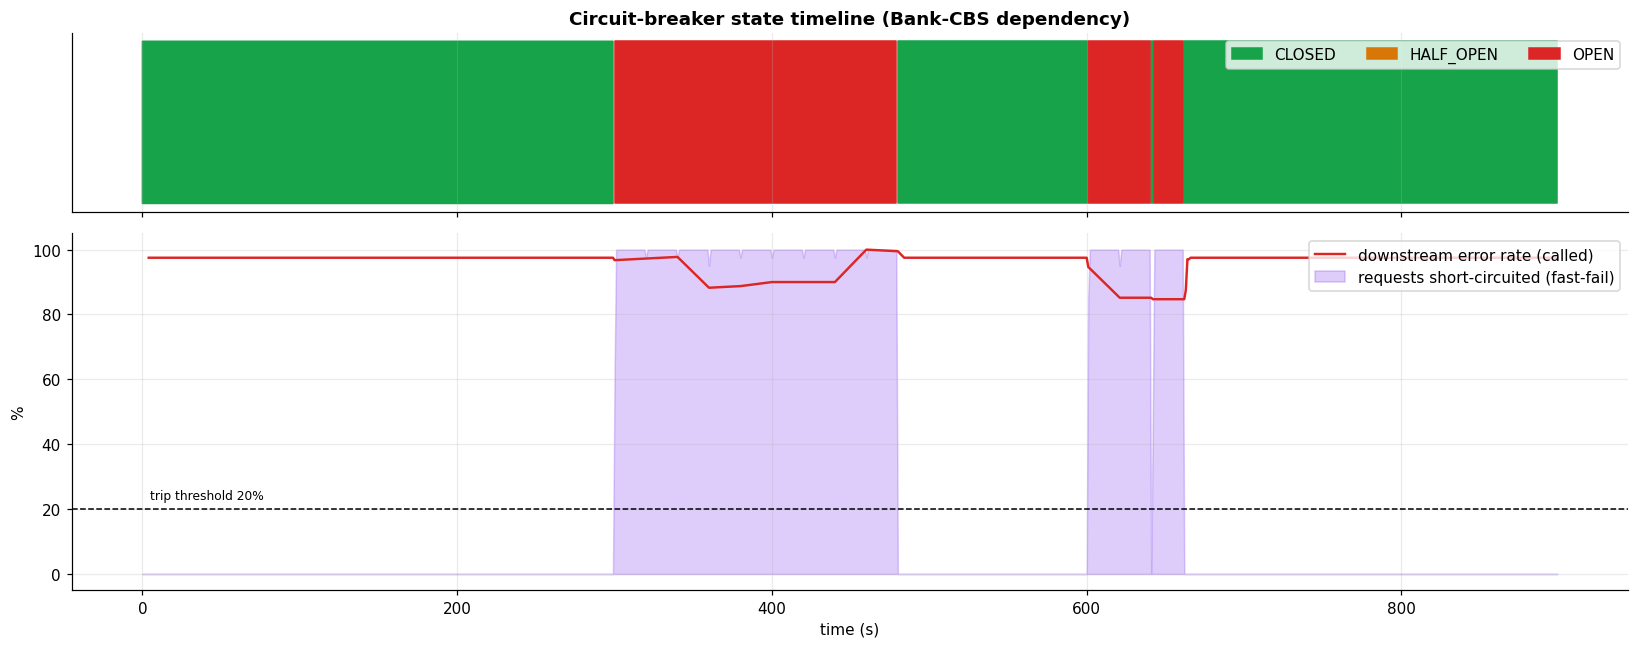 Circuit-breaker state timeline (Bank-CBS dependency)
CLOSED HALF_OPEN OPEN
100
80
60
40
20
0
%
trip threshold 20%
downstream error rate (called)
requests short-circuited (fast-fail)
0 200 400 600 800
time (s)